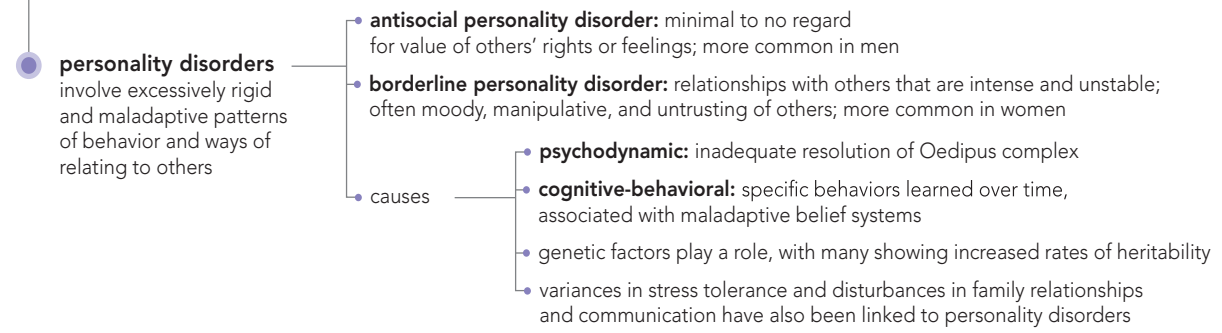 antisocial personality disorder: minimal to no regard
for value of others' rights or feelings; more common in men
personality disorders
involve excessively rigid
and maladaptive patterns
of behavior and ways of
relating to others
borderline personality disorder: relationships with others that are intense and unstable;
often moody, manipulative, and untrusting of others; more common in women
causes
psychodynamic: inadequate resolution of Oedipus complex
cognitive-behavioral: specific behaviors learned over time,
associated with maladaptive belief systems
genetic factors play a role, with many showing increased rates of heritability
variances in stress tolerance and disturbances in family relationships
and communication have also been linked to personality disorders